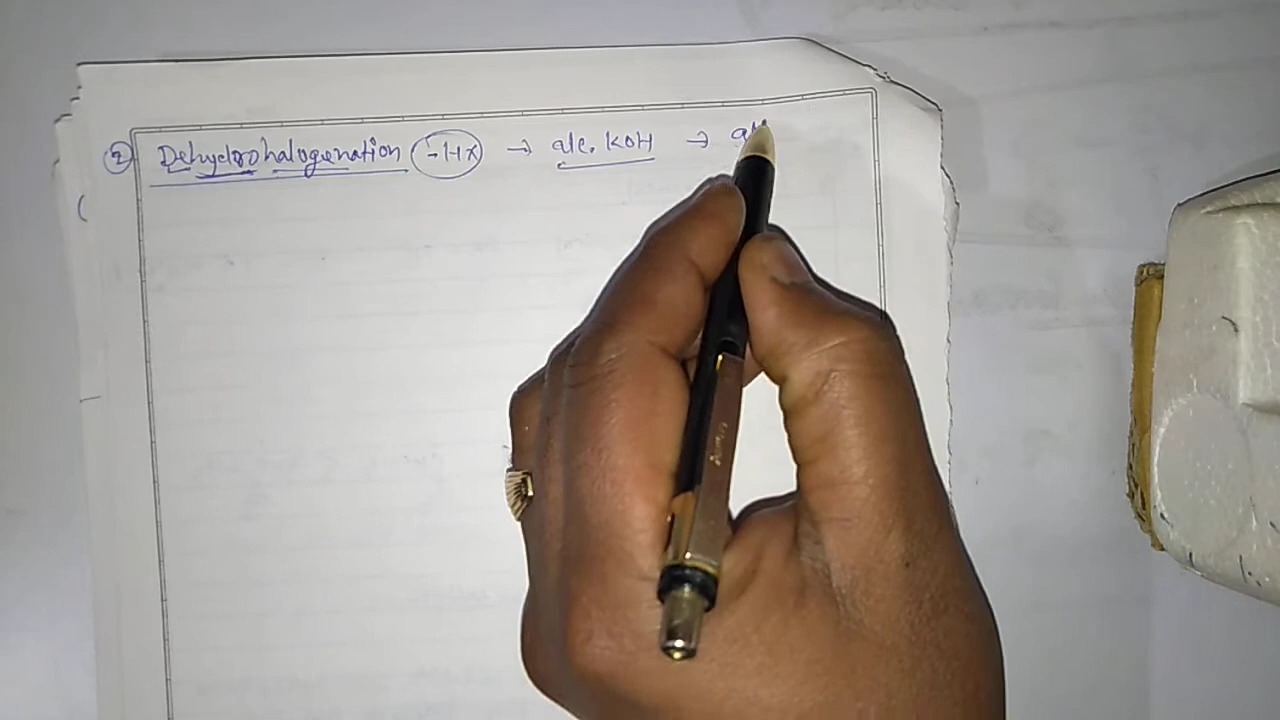 ② Dehydrohalogenation (-HX) → alc. KOH →